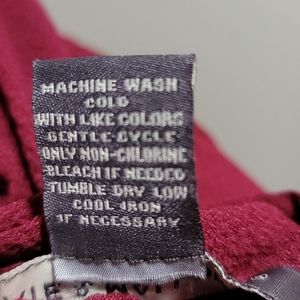 MACHINE WASH
COLD
WITH LIKE COLORS
GENTLE CYCLE
ONLY NON-CHLORINE
BLEACH IF NEEDED
TUMBLE DRY LOW
COOL IRON
IF NECESSARY